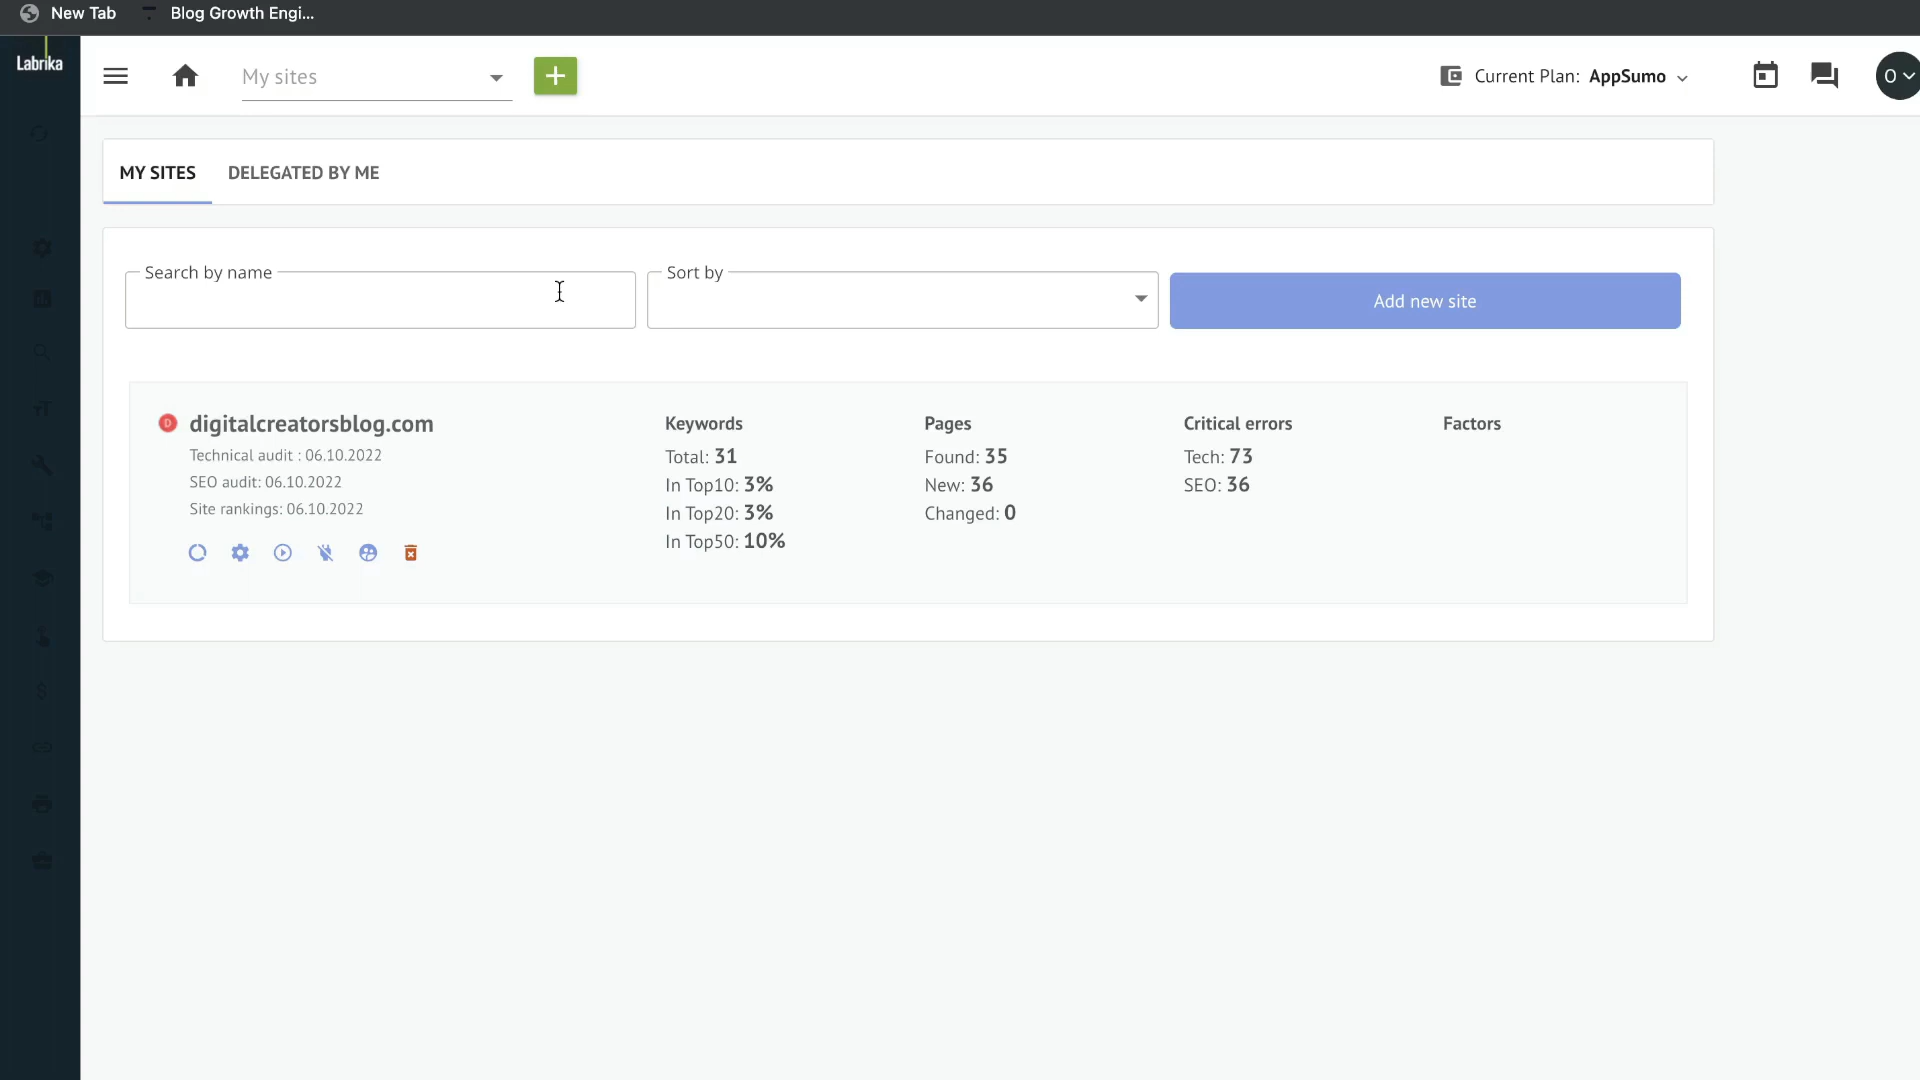 New Tab
Blog Growth Engi...
Labrika
My sites
+
Current Plan: AppSumo
O
MY SITES
DELEGATED BY ME
Search by name
Sort by
Add new site
D
digitalcreatorsblog.com
Technical audit : 06.10.2022
SEO audit: 06.10.2022
Site rankings: 06.10.2022
Keywords
Total: 31
In Top10: 3%
In Top20: 3%
In Top50: 10%
Pages
Found: 35
New: 36
Changed: 0
Critical errors
Tech: 73
SEO: 36
Factors